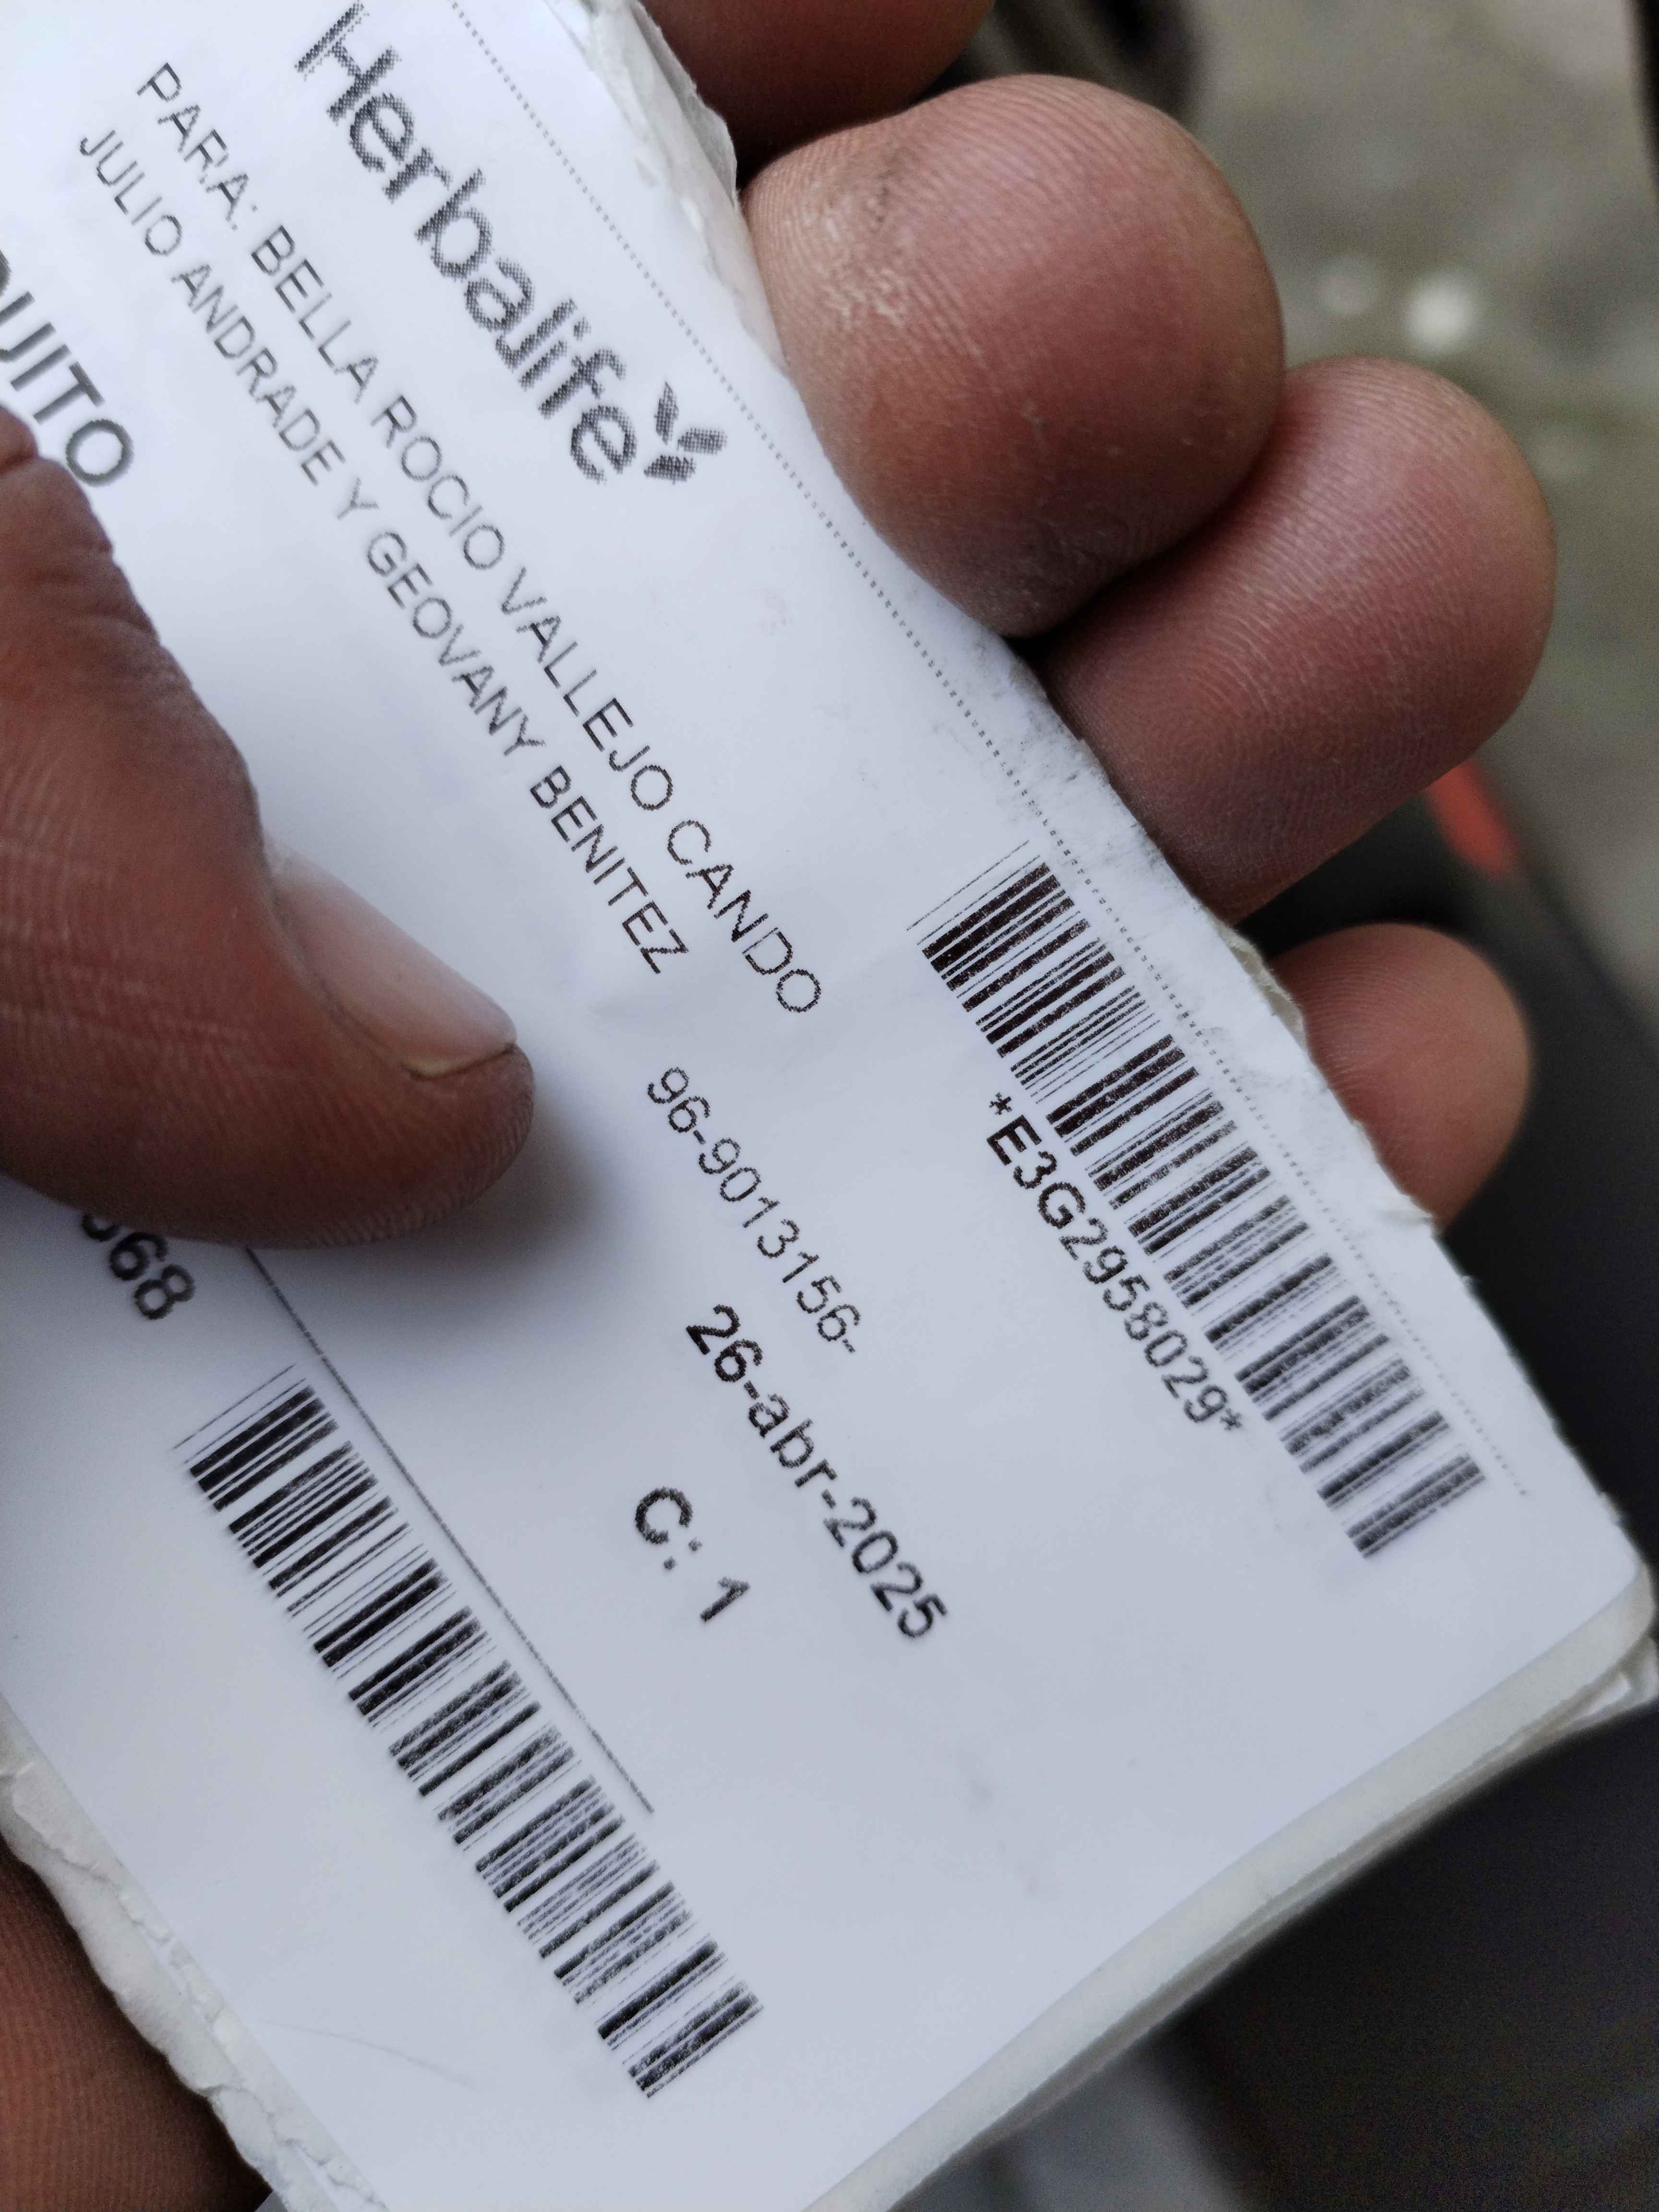 Herbalife
*E3G2958029*
PARA: BELLA ROCIO VALLEJO CANDO
96-9013156-
JULIO ANDRADE Y GEOVANY BENITEZ
26-abr-2025
C: 1